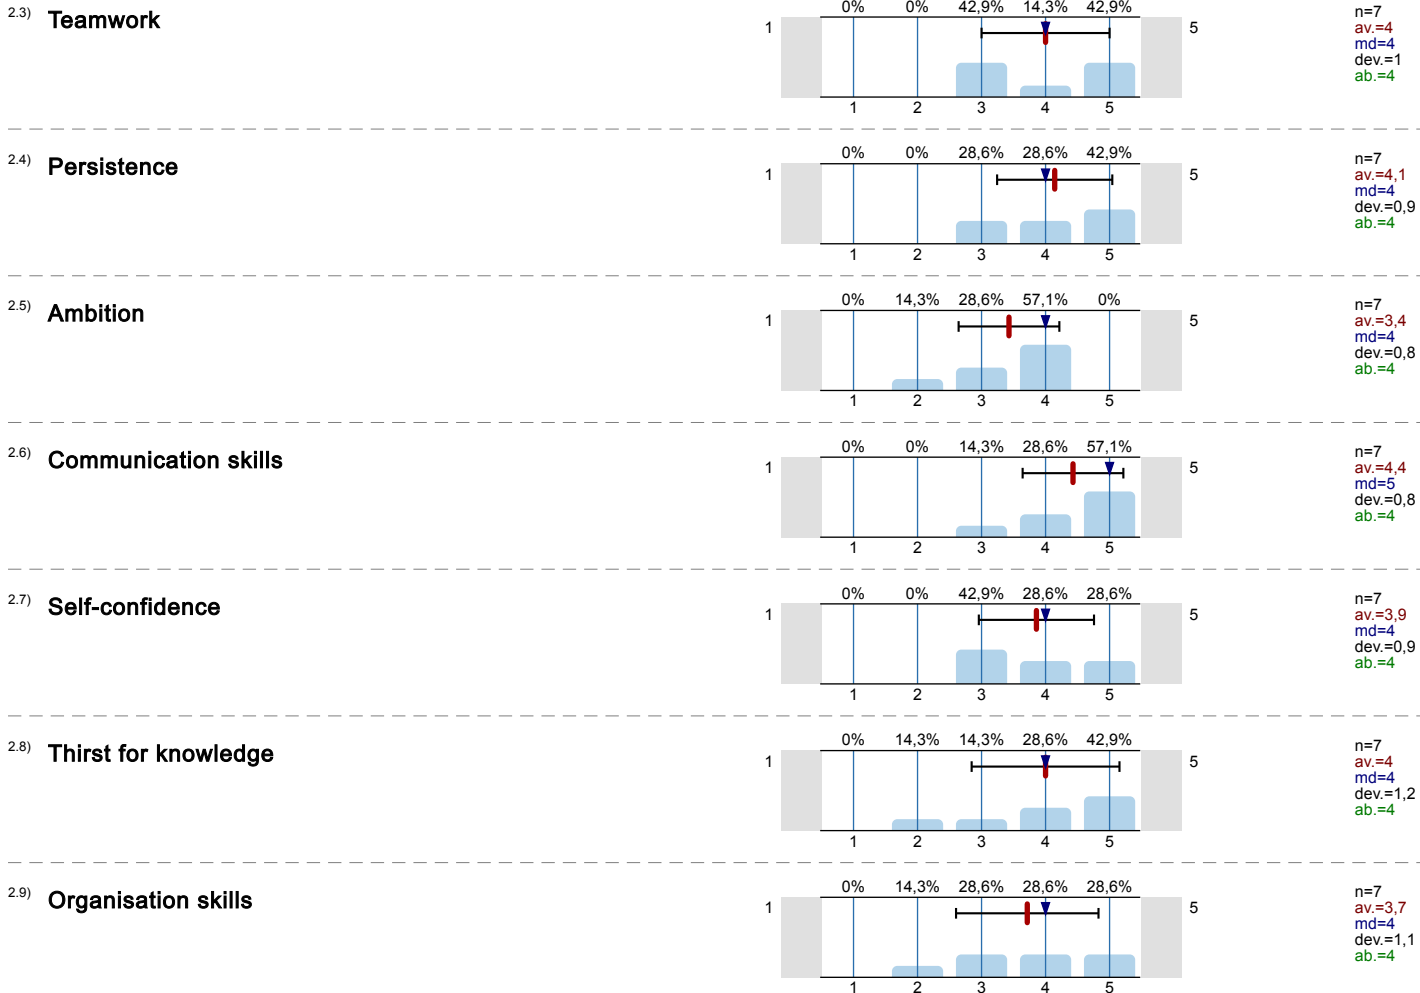 2.3) Teamwork
0% 0% 42,9% 14,3% 42,9%
1 5
1 2 3 4 5
n=7
av.=4
md=4
dev.=1
ab.=4
2.4) Persistence
0% 0% 28,6% 28,6% 42,9%
1 5
1 2 3 4 5
n=7
av.=4,1
md=4
dev.=0,9
ab.=4
2.5) Ambition
0% 14,3% 28,6% 57,1% 0%
1 5
1 2 3 4 5
n=7
av.=3,4
md=4
dev.=0,8
ab.=4
2.6) Communication skills
0% 0% 14,3% 28,6% 57,1%
1 5
1 2 3 4 5
n=7
av.=4,4
md=5
dev.=0,8
ab.=4
2.7) Self-confidence
0% 0% 42,9% 28,6% 28,6%
1 5
1 2 3 4 5
n=7
av.=3,9
md=4
dev.=0,9
ab.=4
2.8) Thirst for knowledge
0% 14,3% 14,3% 28,6% 42,9%
1 5
1 2 3 4 5
n=7
av.=4
md=4
dev.=1,2
ab.=4
2.9) Organisation skills
0% 14,3% 28,6% 28,6% 28,6%
1 5
1 2 3 4 5
n=7
av.=3,7
md=4
dev.=1,1
ab.=4